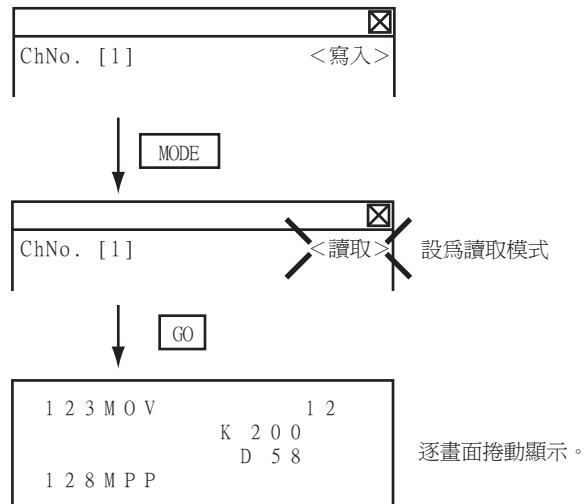 ChNo. [1] <寫入>
MODE
ChNo. [1] <讀取> 設爲讀取模式
GO
123MOV 12
K 200
D 58
逐畫面捲動顯示。
128MPP